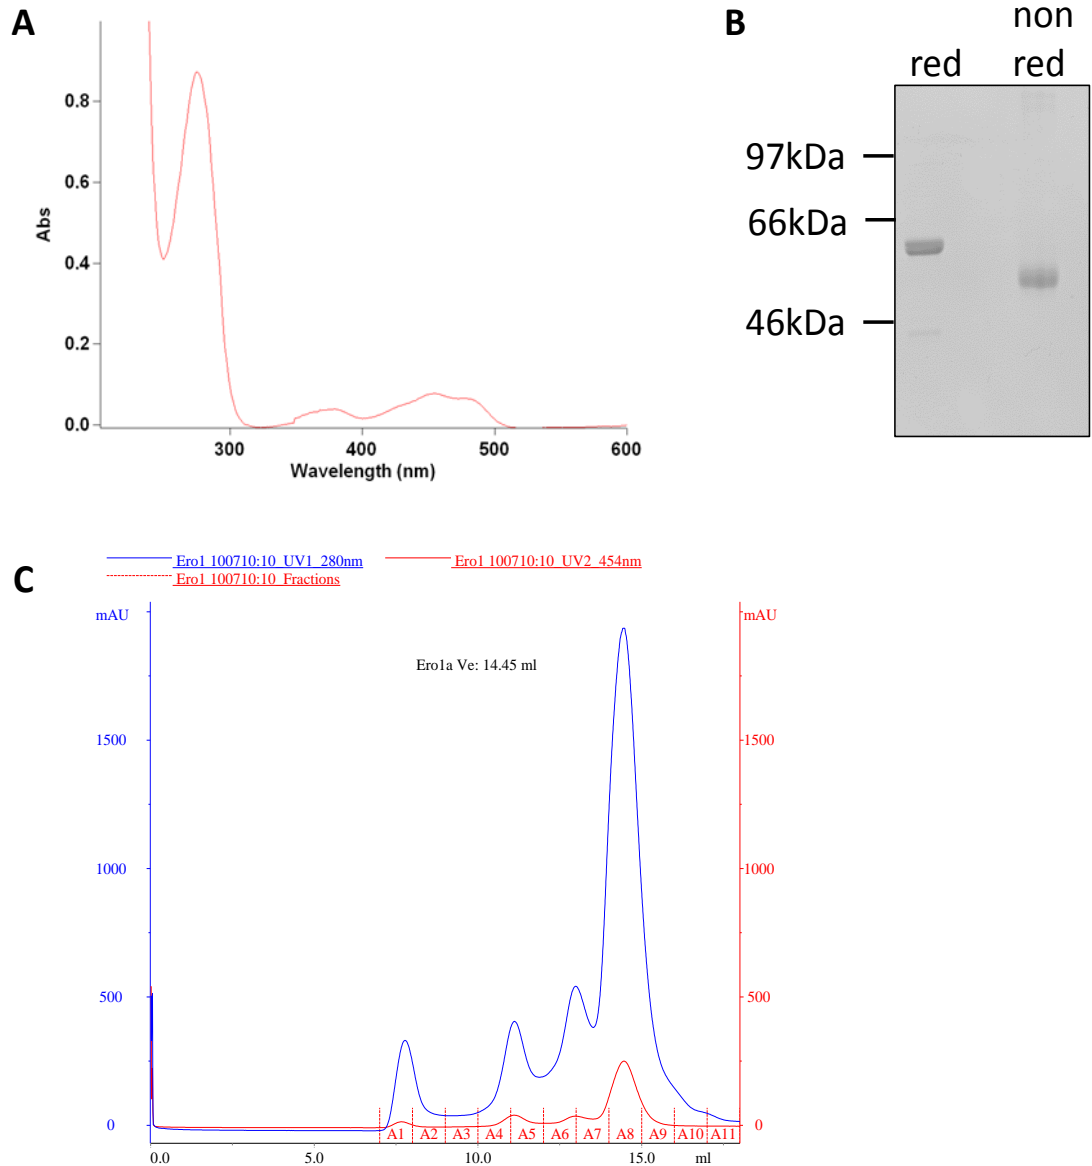 A
0.8
0.6
0.4
0.2
0.0
Abs
300 400 500 600
Wavelength (nm)
B
non
red red
97kDa
66kDa
46kDa
C
Ero1 100710:10_UV1_280nm Ero1 100710:10_UV2_454nm
Ero1 100710:10_Fractions
mAU mAU
Ero1a Ve: 14.45 ml
1500 1500
1000 1000
500 500
0 0
A1 A2 A3 A4 A5 A6 A7 A8 A9 A10 A11
0.0 5.0 10.0 15.0 ml